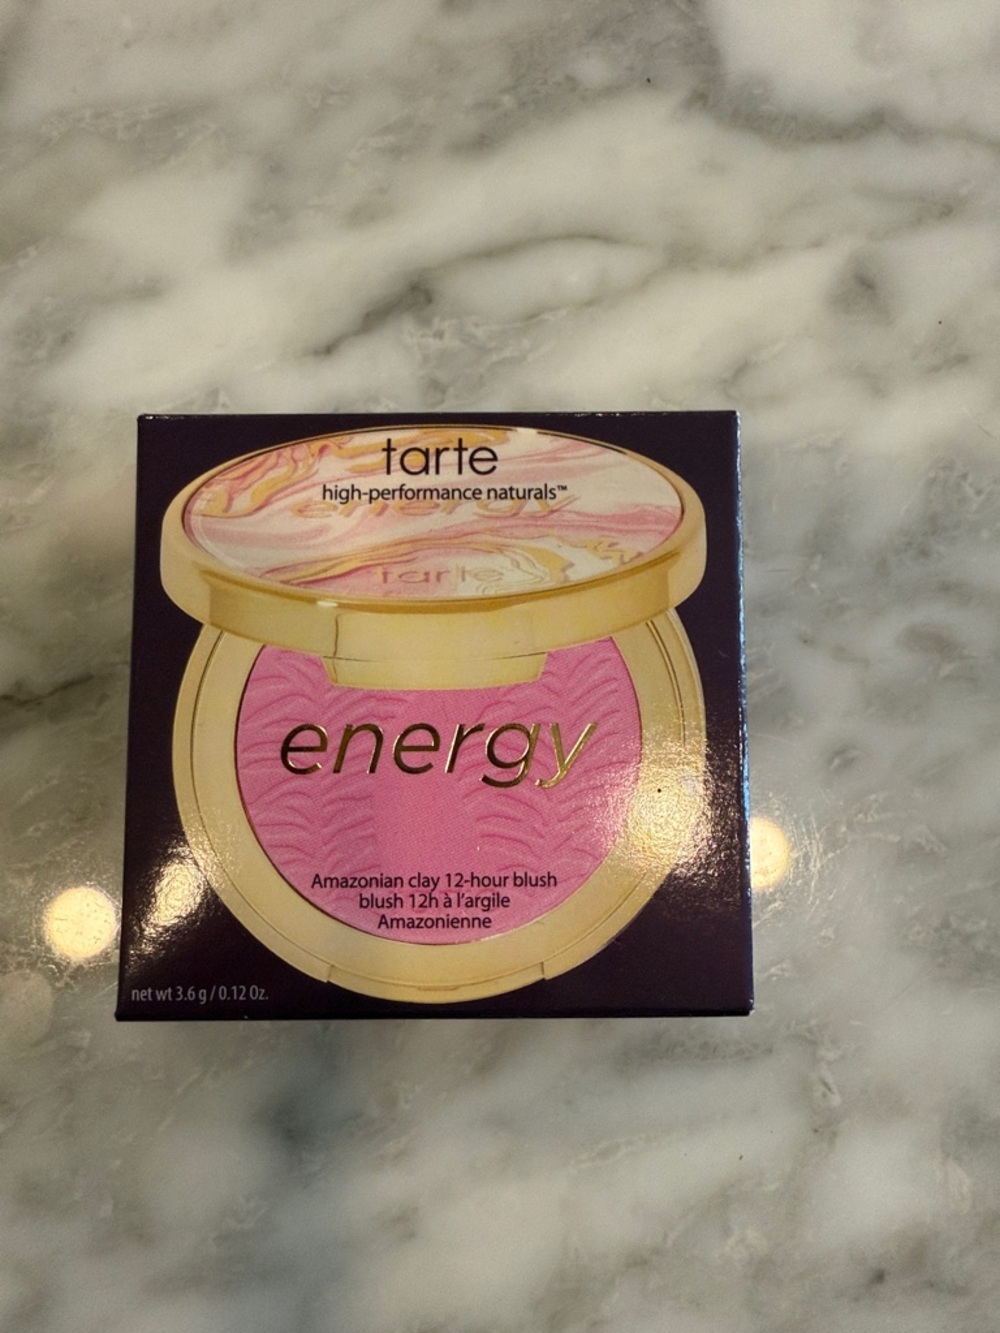 tarte
high-performance naturals™
energy
tarte
energy
Amazonian clay 12-hour blush
blush 12h à l'argile
Amazonienne
net wt 3.6 g / 0.12 Oz.